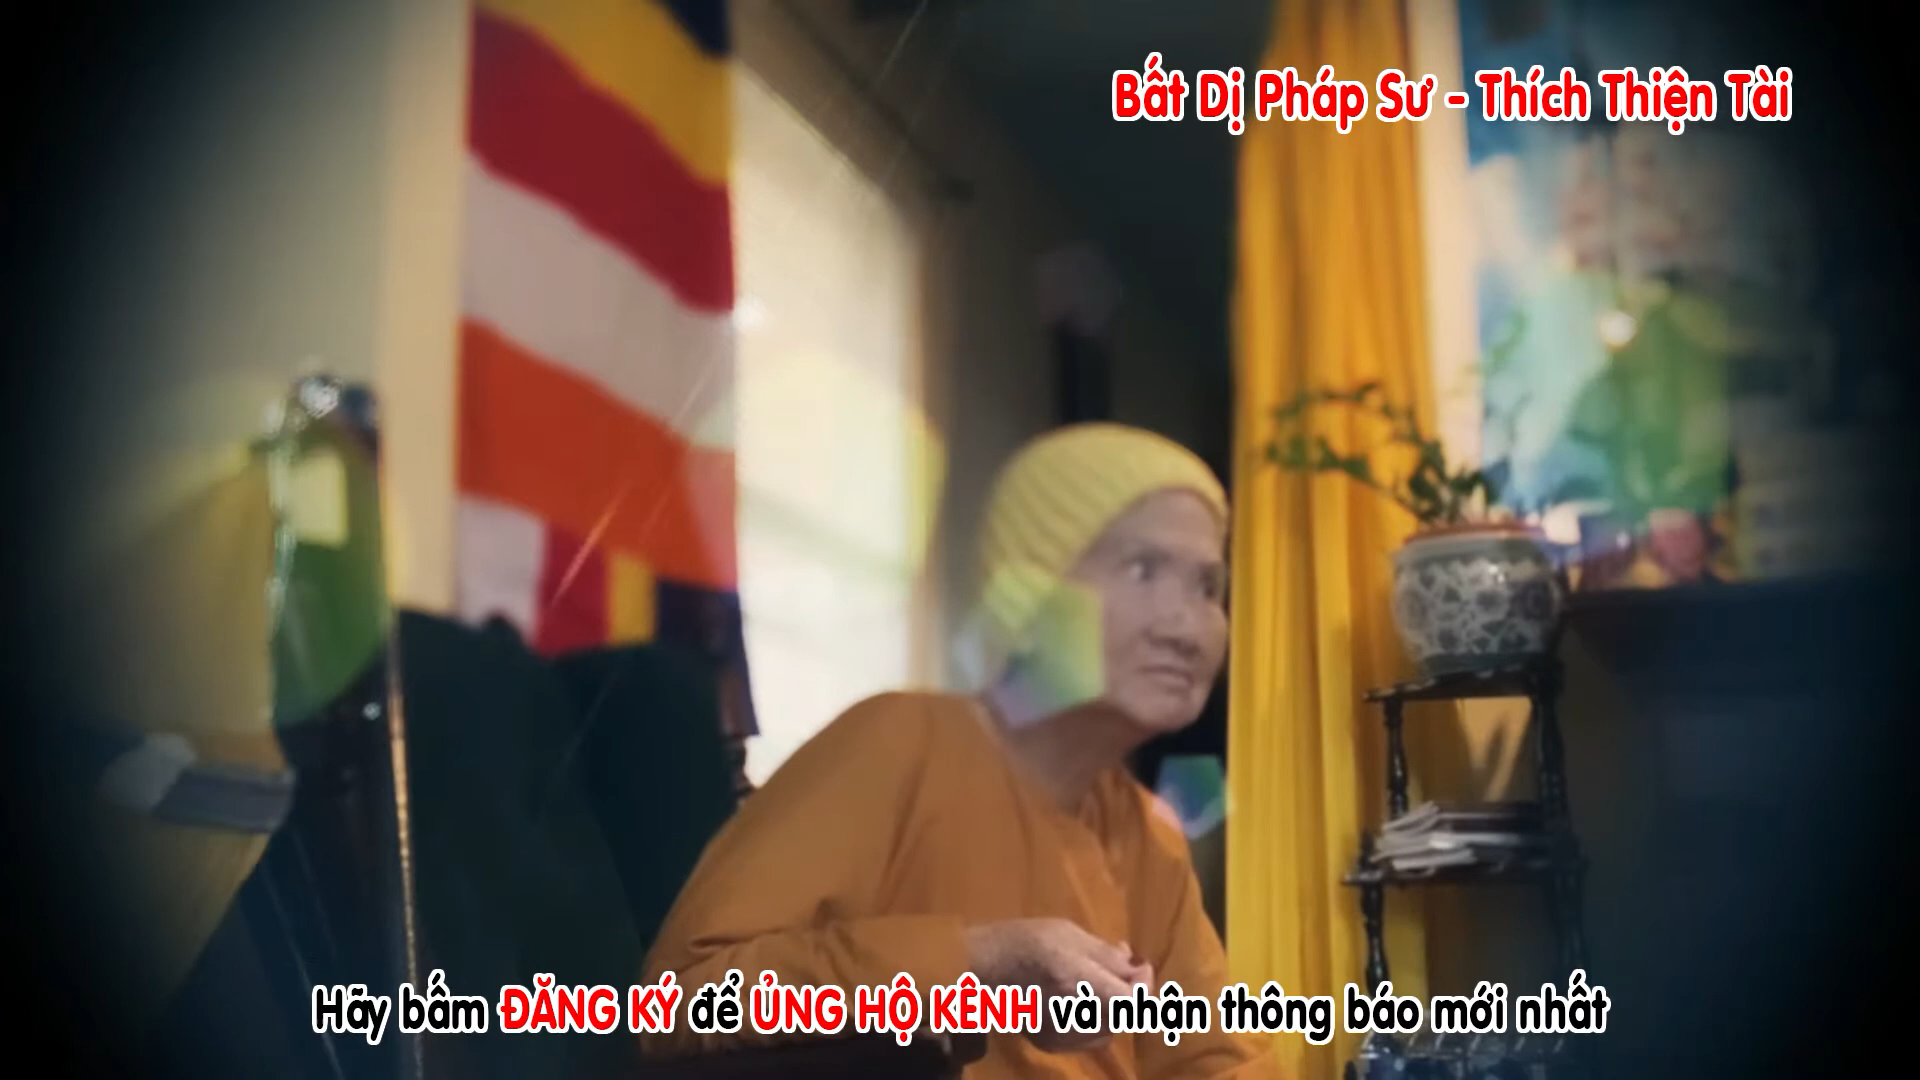 Bất Dị Pháp Sư - Thích Thiện Tài
Hãy bấm ĐĂNG KÝ để ỦNG HỘ KÊNH và nhận thông báo mới nhất